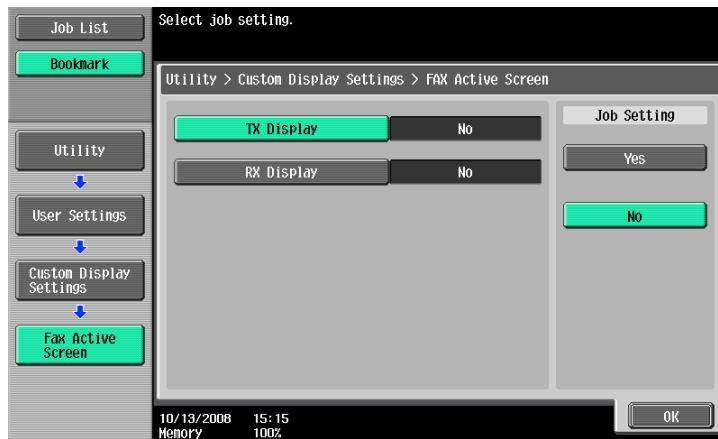 Job List
Bookmark
Select job setting.
Utility > Custom Display Settings > FAX Active Screen
Utility
User Settings
Custom Display
Settings
Fax Active
Screen
TX Display No
RX Display No
Job Setting
Yes
No
10/13/2008 15:15
Memory 100%
OK